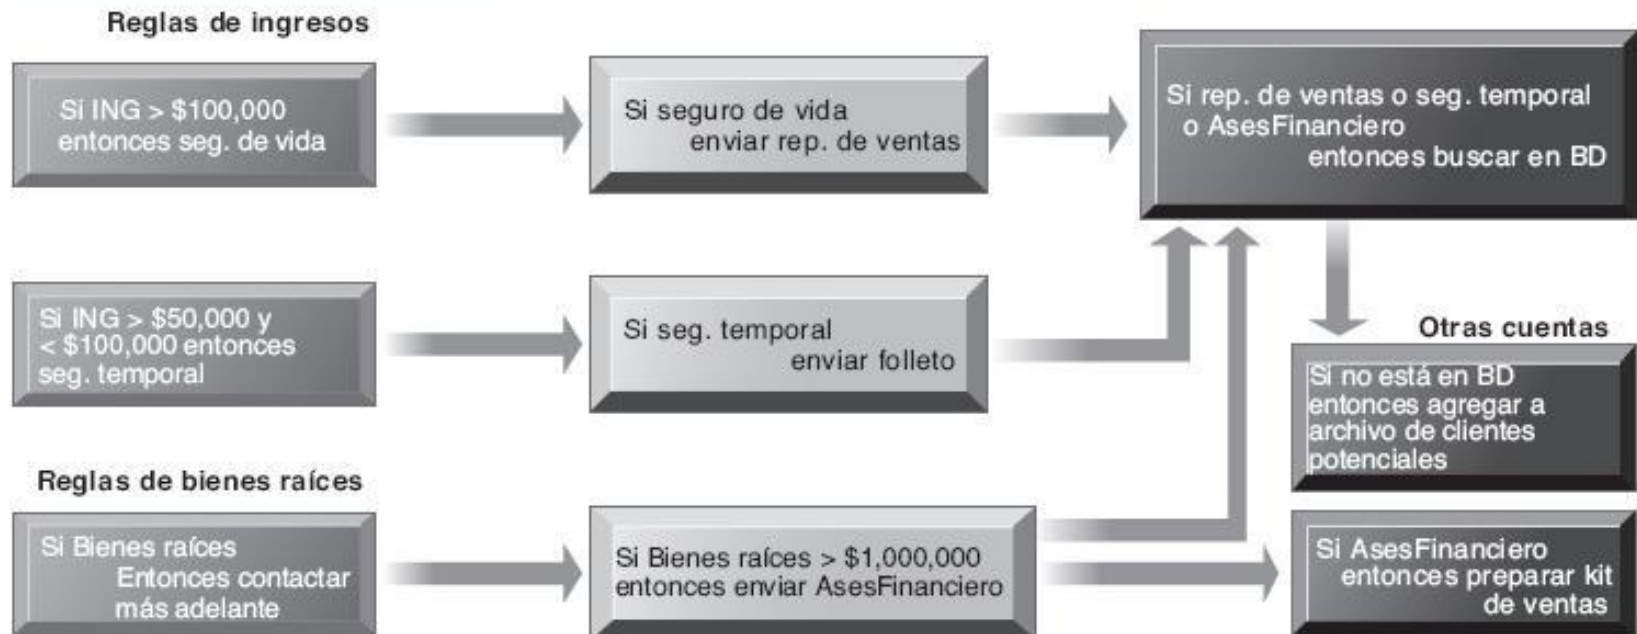 Reglas de ingresos
Si ING > $100,000
entonces seg. de vida
Si seguro de vida
enviar rep. de ventas
Si rep. de ventas o seg. temporal
o AsesFinanciero
entonces buscar en BD
Si ING > $50,000 y
< $100,000 entonces
seg. temporal
Si seg. temporal
enviar folleto
Otras cuentas
Si no está en BD
entonces agregar a
archivo de clientes
potenciales
Reglas de bienes raíces
Si Bienes raíces
Entonces contactar
más adelante
Si Bienes raíces > $1,000,000
entonces enviar AsesFinanciero
Si AsesFinanciero
entonces preparar kit
de ventas